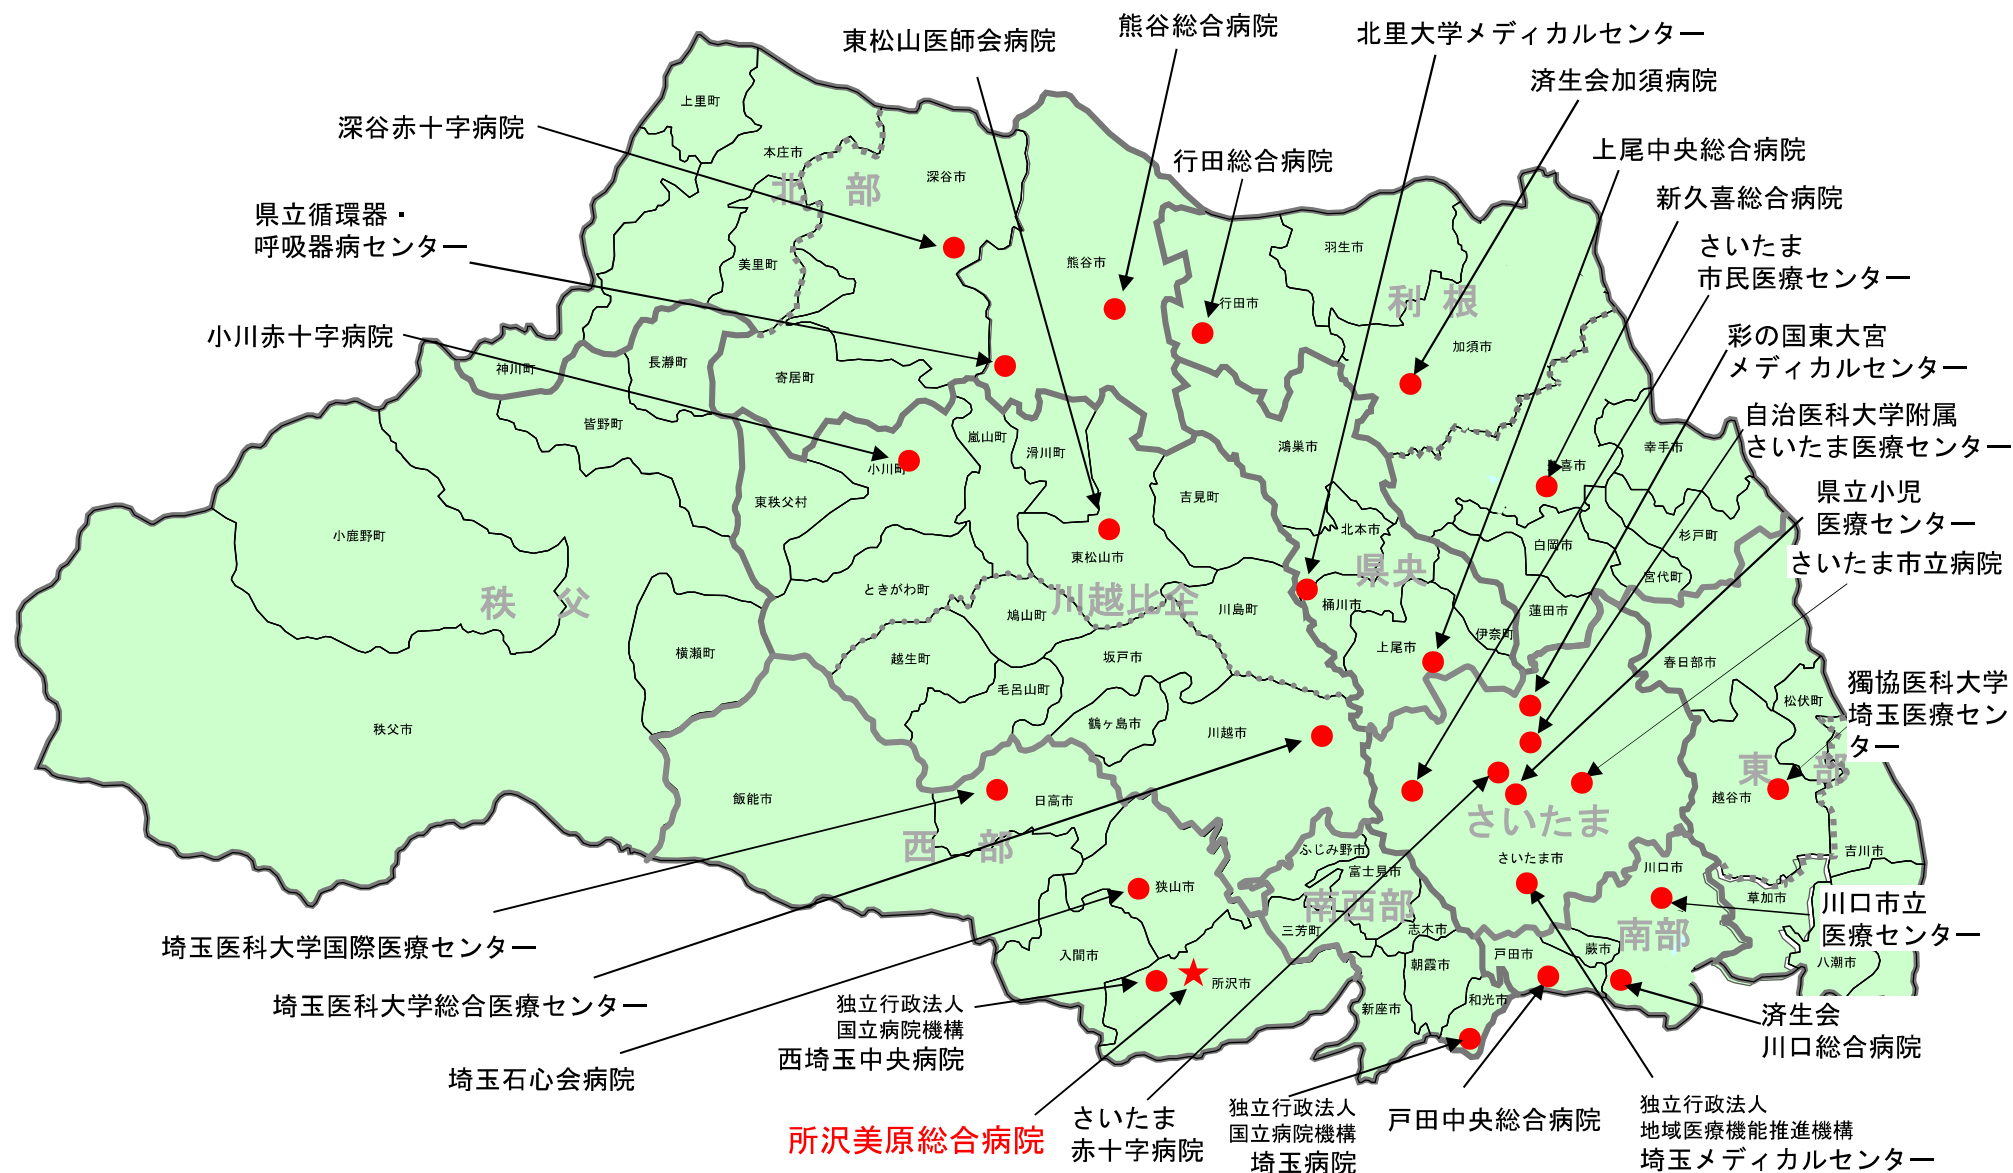 熊谷総合病院
北里大学メディカルセンター
東松山医師会病院
済生会加須病院
深谷赤十字病院
上尾中央総合病院
行田総合病院
新久喜総合病院
県立循環器・
呼吸器病センター
さいたま
市民医療センター
小川赤十字病院
彩の国東大宮
メディカルセンター
自治医科大学附属
さいたま医療センター
県立小児
医療センター
さいたま市立病院
獨協医科大学
埼玉医療セン
ター
川口市立
医療センター
済生会
川口総合病院
埼玉医科大学国際医療センター
埼玉医科大学総合医療センター
埼玉石心会病院
独立行政法人
国立病院機構
西埼玉中央病院
所沢美原総合病院
さいたま
赤十字病院
独立行政法人
国立病院機構
埼玉病院
戸田中央総合病院
独立行政法人
地域医療機能推進機構
埼玉メディカルセンター
北部
利根
秩父
川越比企
県央
東部
さいたま
西部
南西部
南部
上里町
本庄市
深谷市
美里町
熊谷市
行田市
羽生市
加須市
神川町
長瀞町
寄居町
皆野町
小川町
嵐山町
滑川町
鴻巣市
幸手市
喜市
東秩父村
吉見町
小鹿野町
東松山市
北本市
白岡市
杉戸町
宮代町
ときがわ町
鳩山町
川島町
桶川市
蓮田市
伊奈町
上尾市
横瀬町
越生町
坂戸市
毛呂山町
春日部市
松伏町
秩父市
鶴ヶ島市
川越市
飯能市
日高市
越谷市
ふじみ野市
富士見市
さいたま市
川口市
吉川市
狭山市
草加市
三芳町
志木市
入間市
戸田市
蕨市
八潮市
朝霞市
所沢市
新座市
和光市